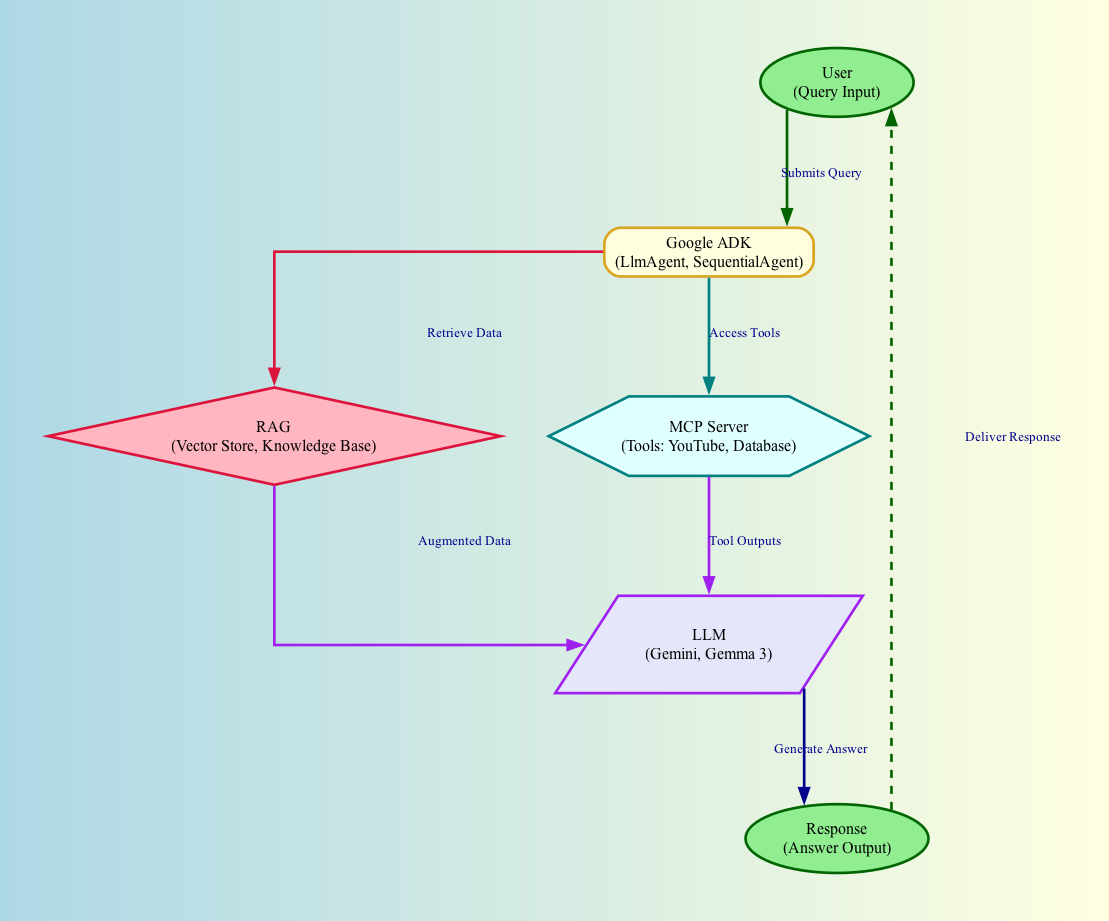 User
(Query Input)
Submits Query
Google ADK
(LlmAgent, SequentialAgent)
Retrieve Data
Access Tools
RAG
(Vector Store, Knowledge Base)
MCP Server
(Tools: YouTube, Database)
Deliver Response
Augmented Data
Tool Outputs
LLM
(Gemini, Gemma 3)
Generate Answer
Response
(Answer Output)